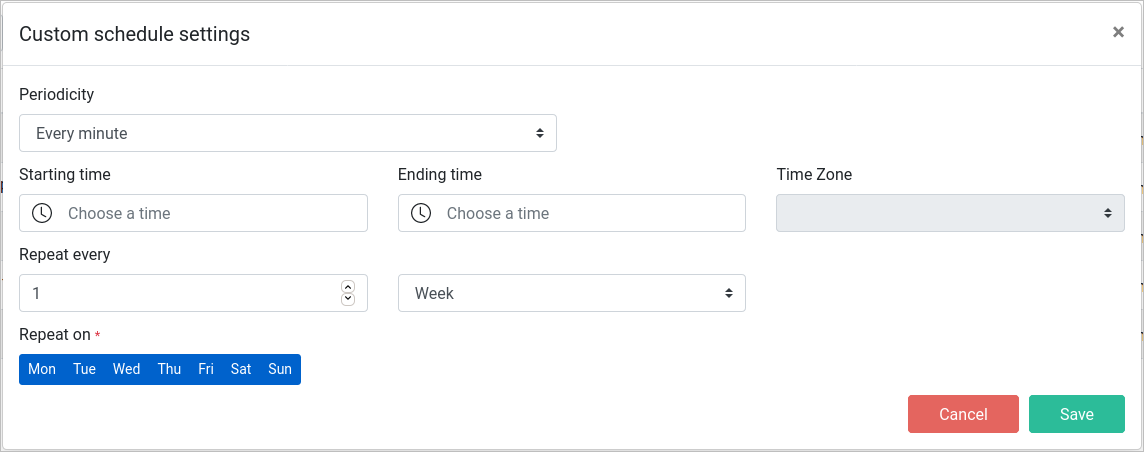 Custom schedule settings ×
Periodicity
Every minute
Starting time Ending time Time Zone
Choose a time Choose a time
Repeat every
1 Week
Repeat on *
Mon Tue Wed Thu Fri Sat Sun
Cancel Save